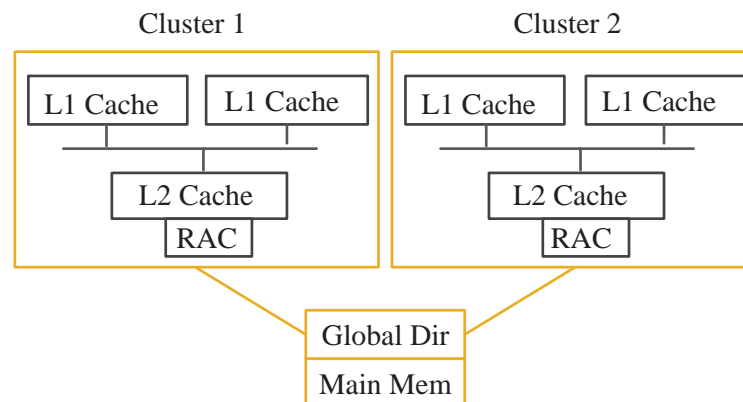 Cluster 1
Cluster 2
L1 Cache
L1 Cache
L1 Cache
L1 Cache
L2 Cache
L2 Cache
RAC
RAC
Global Dir
Main Mem